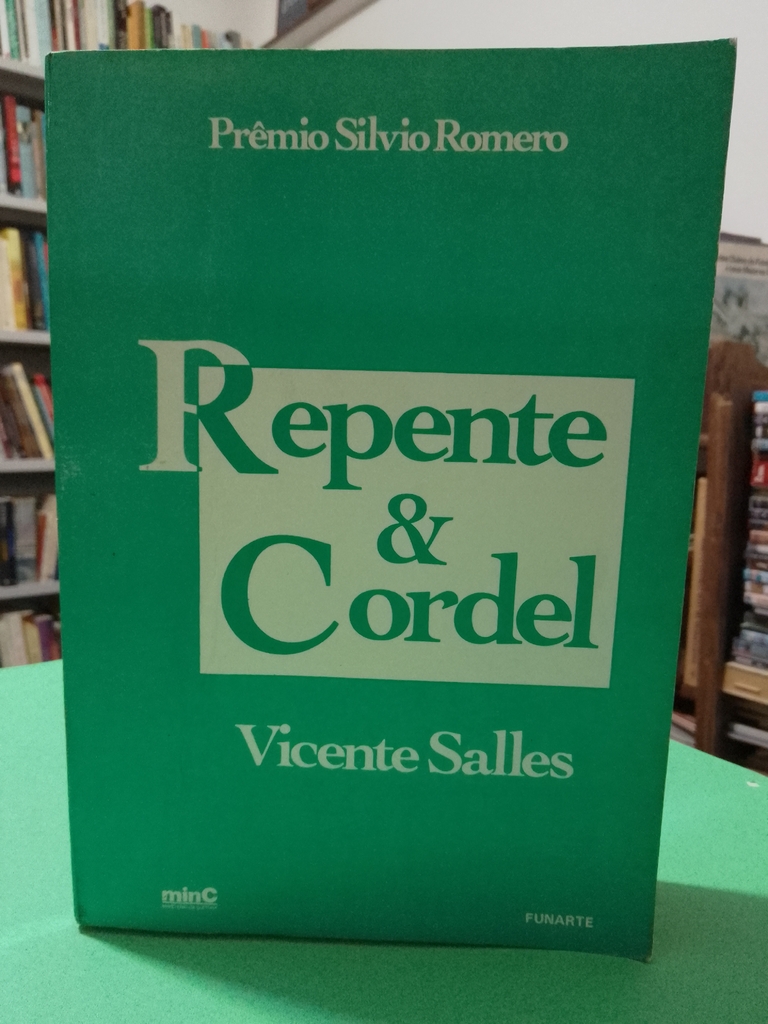 Prêmio Silvio Romero
Repente
&
Cordel
Vicente Salles
minC
FUNARTE